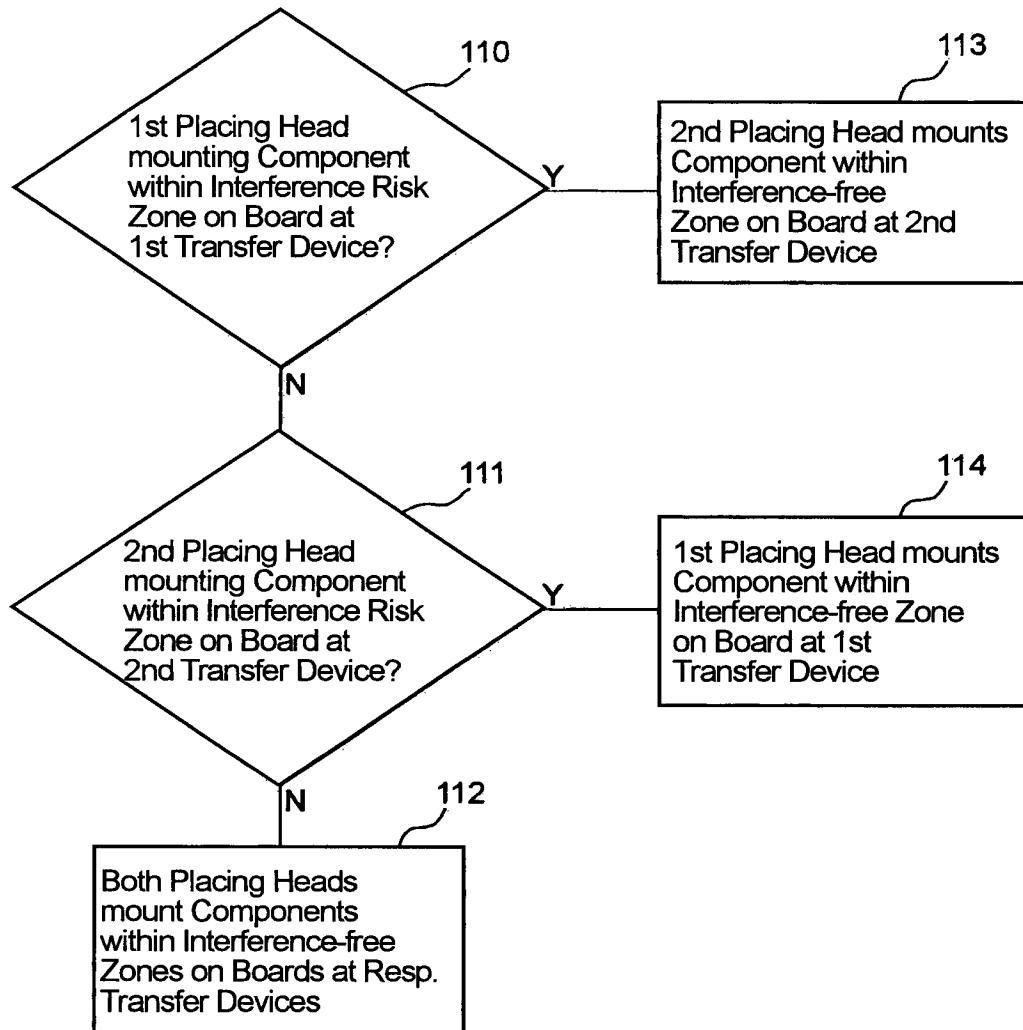 110
1st Placing Head
mounting Component
within Interference Risk
Zone on Board at
1st Transfer Device?
Y
113
2nd Placing Head mounts
Component within
Interference-free
Zone on Board at 2nd
Transfer Device
N
111
2nd Placing Head
mounting Component
within Interference Risk
Zone on Board at
2nd Transfer Device?
Y
114
1st Placing Head mounts
Component within
Interference-free Zone
on Board at 1st
Transfer Device
N
112
Both Placing Heads
mount Components
within Interference-free
Zones on Boards at Resp.
Transfer Devices